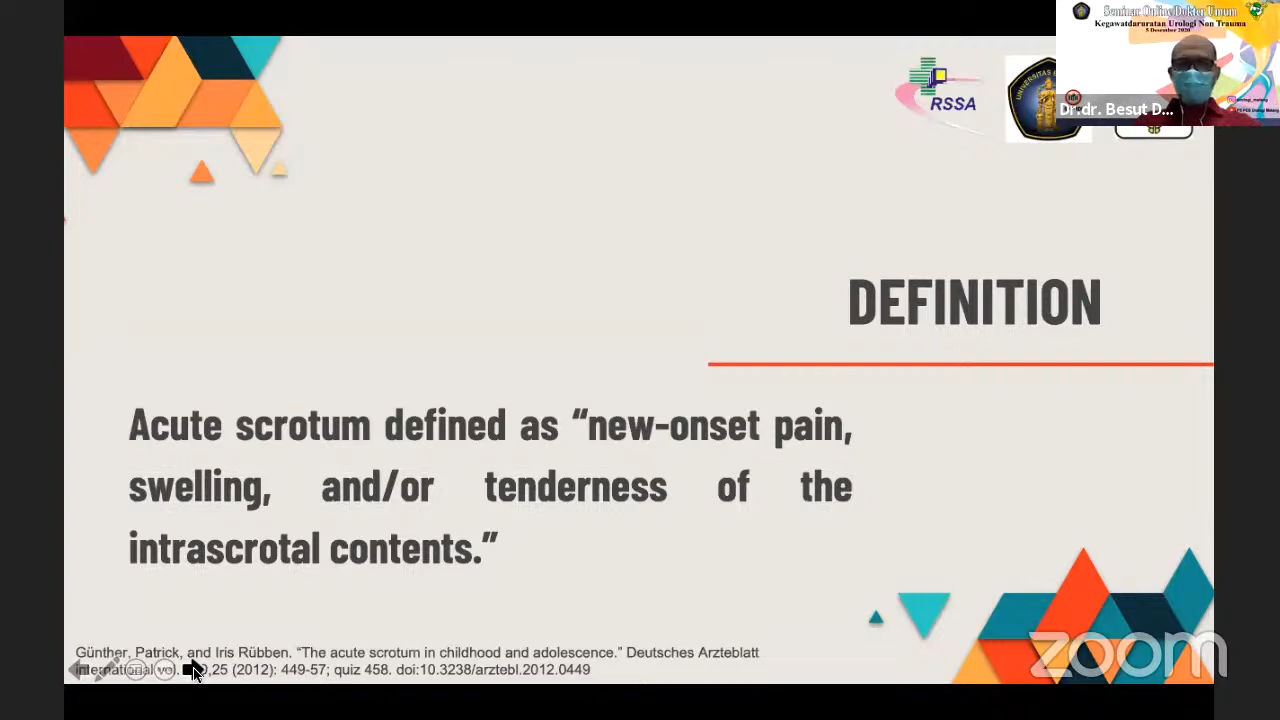 Seminar Online Dokter Umum
Kegawatdaruratan Urologi Non Trauma
5 Desember 2020
RSSA
Dr.dr. Besut D...
DEFINITION
Acute scrotum defined as “new-onset pain,
swelling, and/or tenderness of the
intrascrotal contents.”
Günther, Patrick, and Iris Rübben. “The acute scrotum in childhood and adolescence.” Deutsches Arzteblatt
international vol. ,25 (2012): 449-57; quiz 458. doi:10.3238/arztebl.2012.0449
zoom